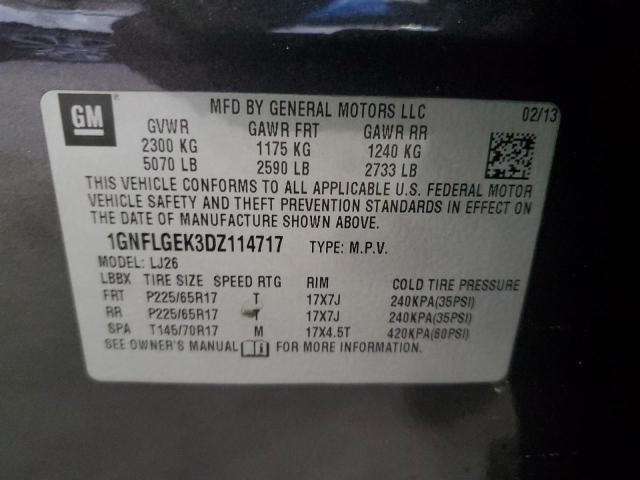 GM
®
MFD BY GENERAL MOTORS LLC 02/13
GVWR GAWR FRT GAWR RR
2300 KG 1175 KG 1240 KG
5070 LB 2590 LB 2733 LB
THIS VEHICLE CONFORMS TO ALL APPLICABLE U.S. FEDERAL MOTOR
VEHICLE SAFETY AND THEFT PREVENTION STANDARDS IN EFFECT ON
THE DATE OF MANUFACTURE SHOWN ABOVE.
1GNFLGEK3DZ114717 TYPE: M.P.V.
MODEL: LJ26
LBBX TIRE SIZE SPEED RTG RIM COLD TIRE PRESSURE
FRT P225/65R17 T 17X7J 240KPA(35PSI)
RR P225/65R17 T 17X7J 240KPA(35PSI)
SPA T145/70R17 M 17X4.5T 420KPA(60PSI)
SEE OWNER'S MANUAL FOR MORE INFORMATION.